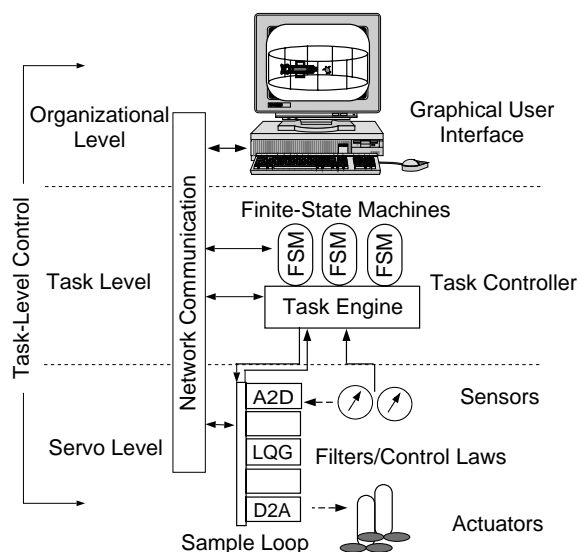 Organizational
Level
Graphical User
Interface
Task-Level Control
Network Communication
Finite-State Machines
FSM
FSM
FSM
Task Level
Task Engine
Task Controller
A2D
Sensors
Servo Level
LQG
Filters/Control Laws
D2A
Actuators
Sample Loop